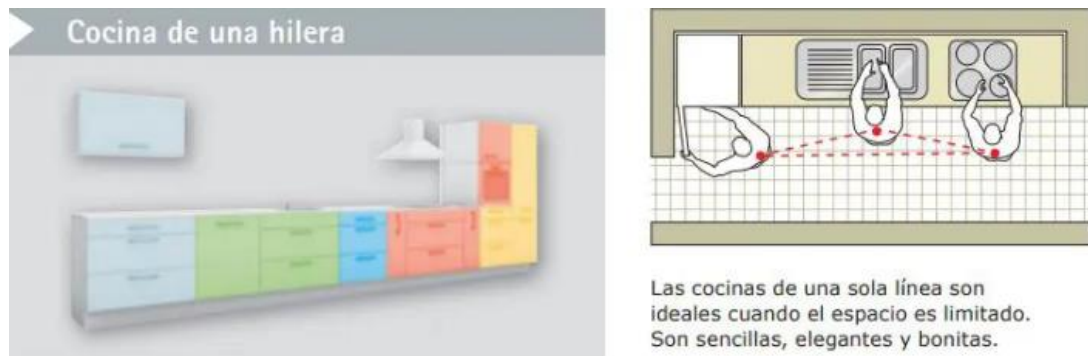 Cocina de una hilera
Las cocinas de una sola línea son
ideales cuando el espacio es limitado.
Son sencillas, elegantes y bonitas.